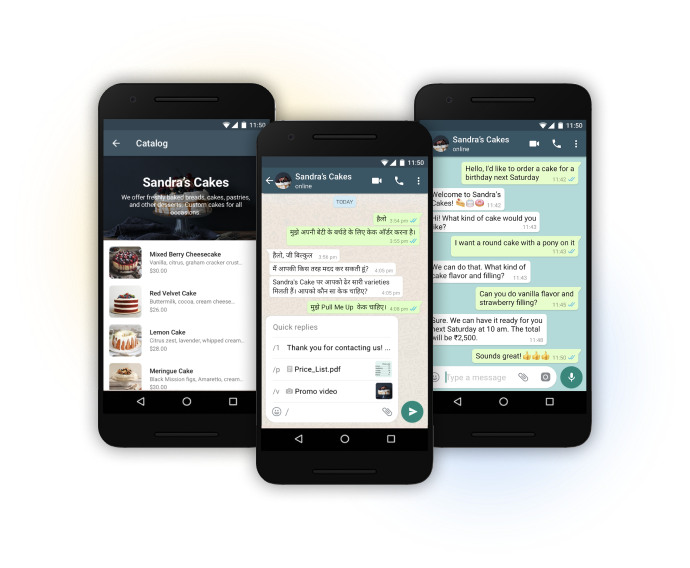 11:50
Catalog
Sandra's Cakes
We offer freshly baked breads, cakes, pastries,
and other desserts. Custom cakes for all
occasions
Mixed Berry Cheesecake
Vanilla, citrus, graham cracker crust...
$30.00
Red Velvet Cake
Buttermilk, cocoa, cream cheese...
$26.00
Lemon Cake
Citrus zest, lavender, whipped cream...
$28.00
Meringue Cake
Black Mission figs, Amaretto, cream...
$30.00
11:50
Sandra's Cakes
online
TODAY
हैलो 3:54 pm
मुझे अपनी बेटी के बर्थडे के लिए केक ऑर्डर करना है।
3:55 pm
हैलो, जी बिल्कुल 3:56 pm
मैं आपकी किस तरह मदद कर सकती हूं? 4:05 pm
Sandra's Cake पर आपको ढेर सारी varieties
मिलती हैं। आपको कौन सा केक चाहिए?
4:05 pm
मुझे Pull Me Up केक चाहिए। 4:08 pm
Quick replies
/1 Thank you for contacting us! ...
/p Price_List.pdf
/v Promo video
/
11:50
Sandra's Cakes
online
Hello, I'd like to order a cake for a
birthday next Saturday 11:42
Welcome to Sandra's
Cakes! 11:43
Hi! What kind of cake would you
like? 11:43
I want a round cake with a pony on it
11:43
We can do that. What kind of
cake flavor and filling? 11:43
Can you do vanilla flavor and
strawberry filling? 11:45
Sure. We can have it ready for you
next Saturday at 10 am. The total
will be ₹2,500. 11:48
Sounds great! 11:50
Type a message